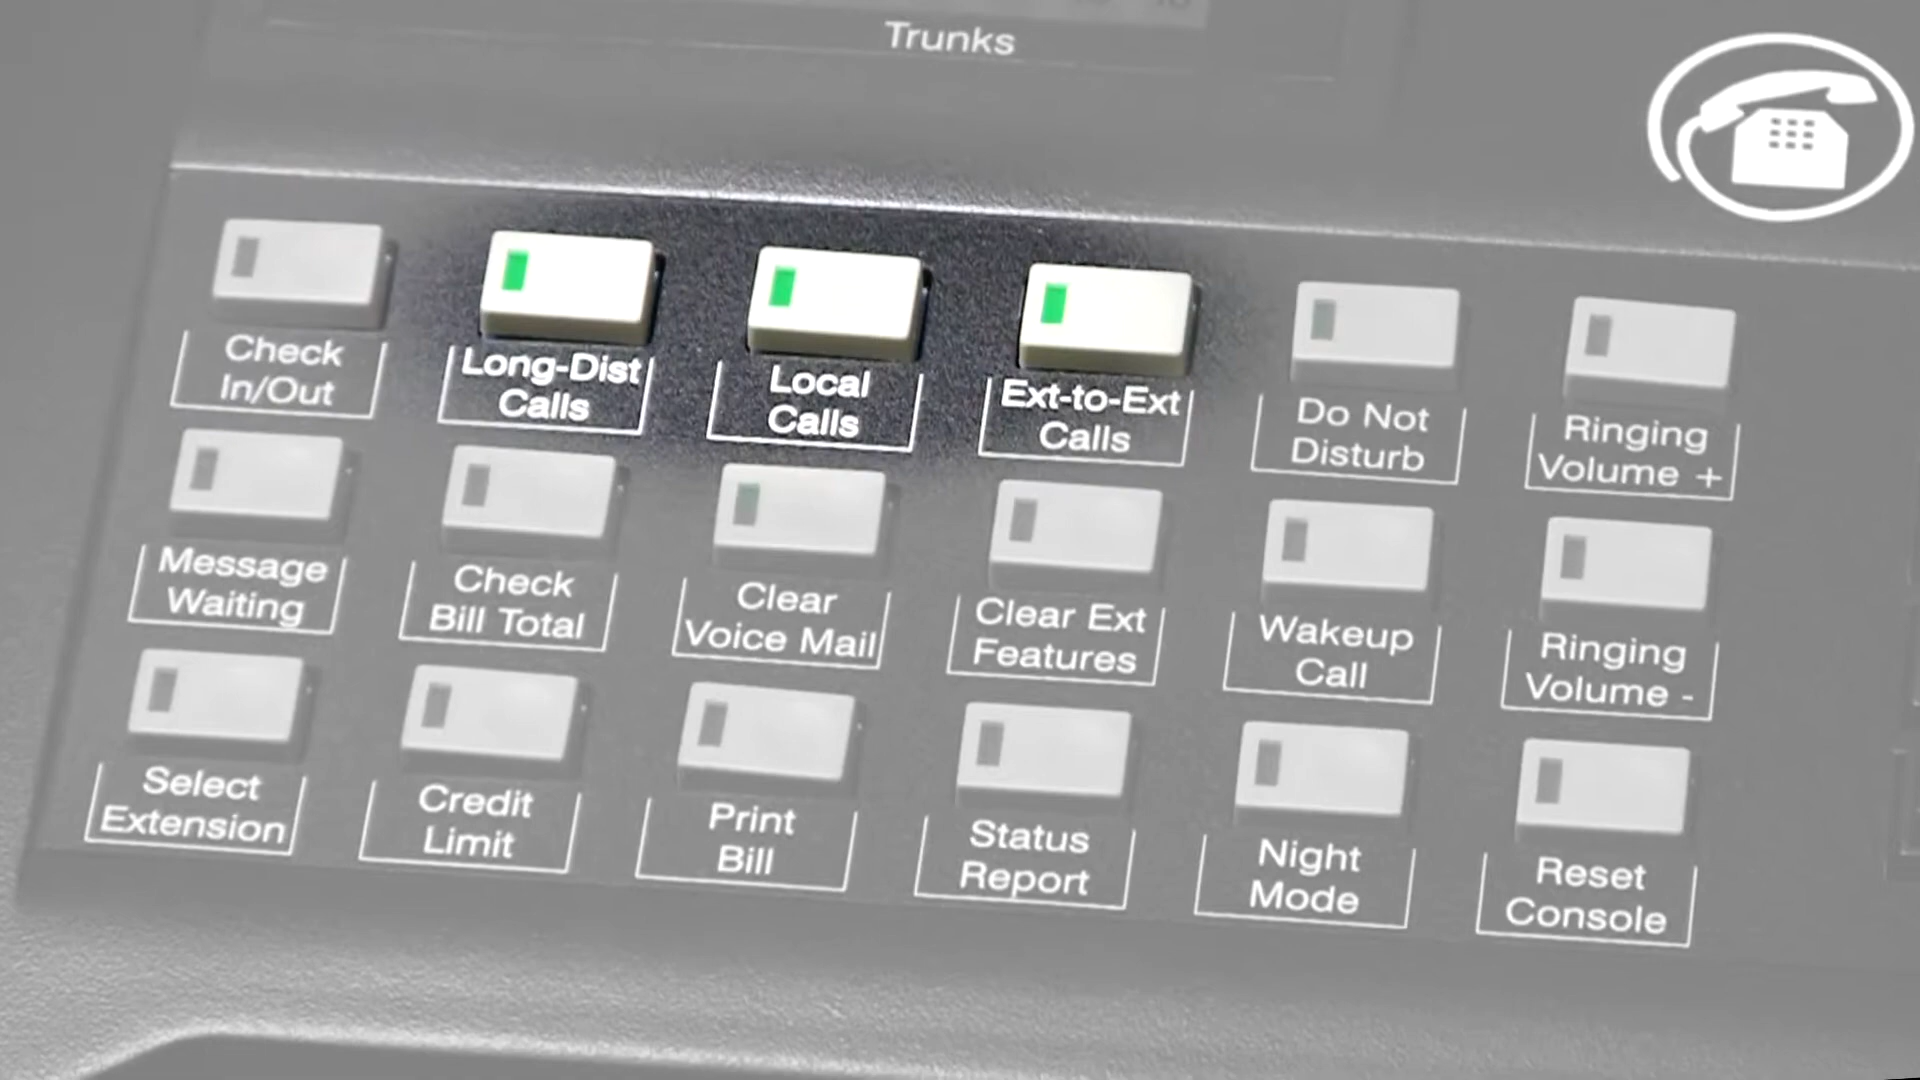 Trunks
Check
In/Out
Long-Dist
Calls
Local
Calls
Ext-to-Ext
Calls
Do Not
Disturb
Ringing
Volume +
Message
Waiting
Check
Bill Total
Clear
Voice Mail
Clear Ext
Features
Wakeup
Call
Ringing
Volume -
Select
Extension
Credit
Limit
Print
Bill
Status
Report
Night
Mode
Reset
Console